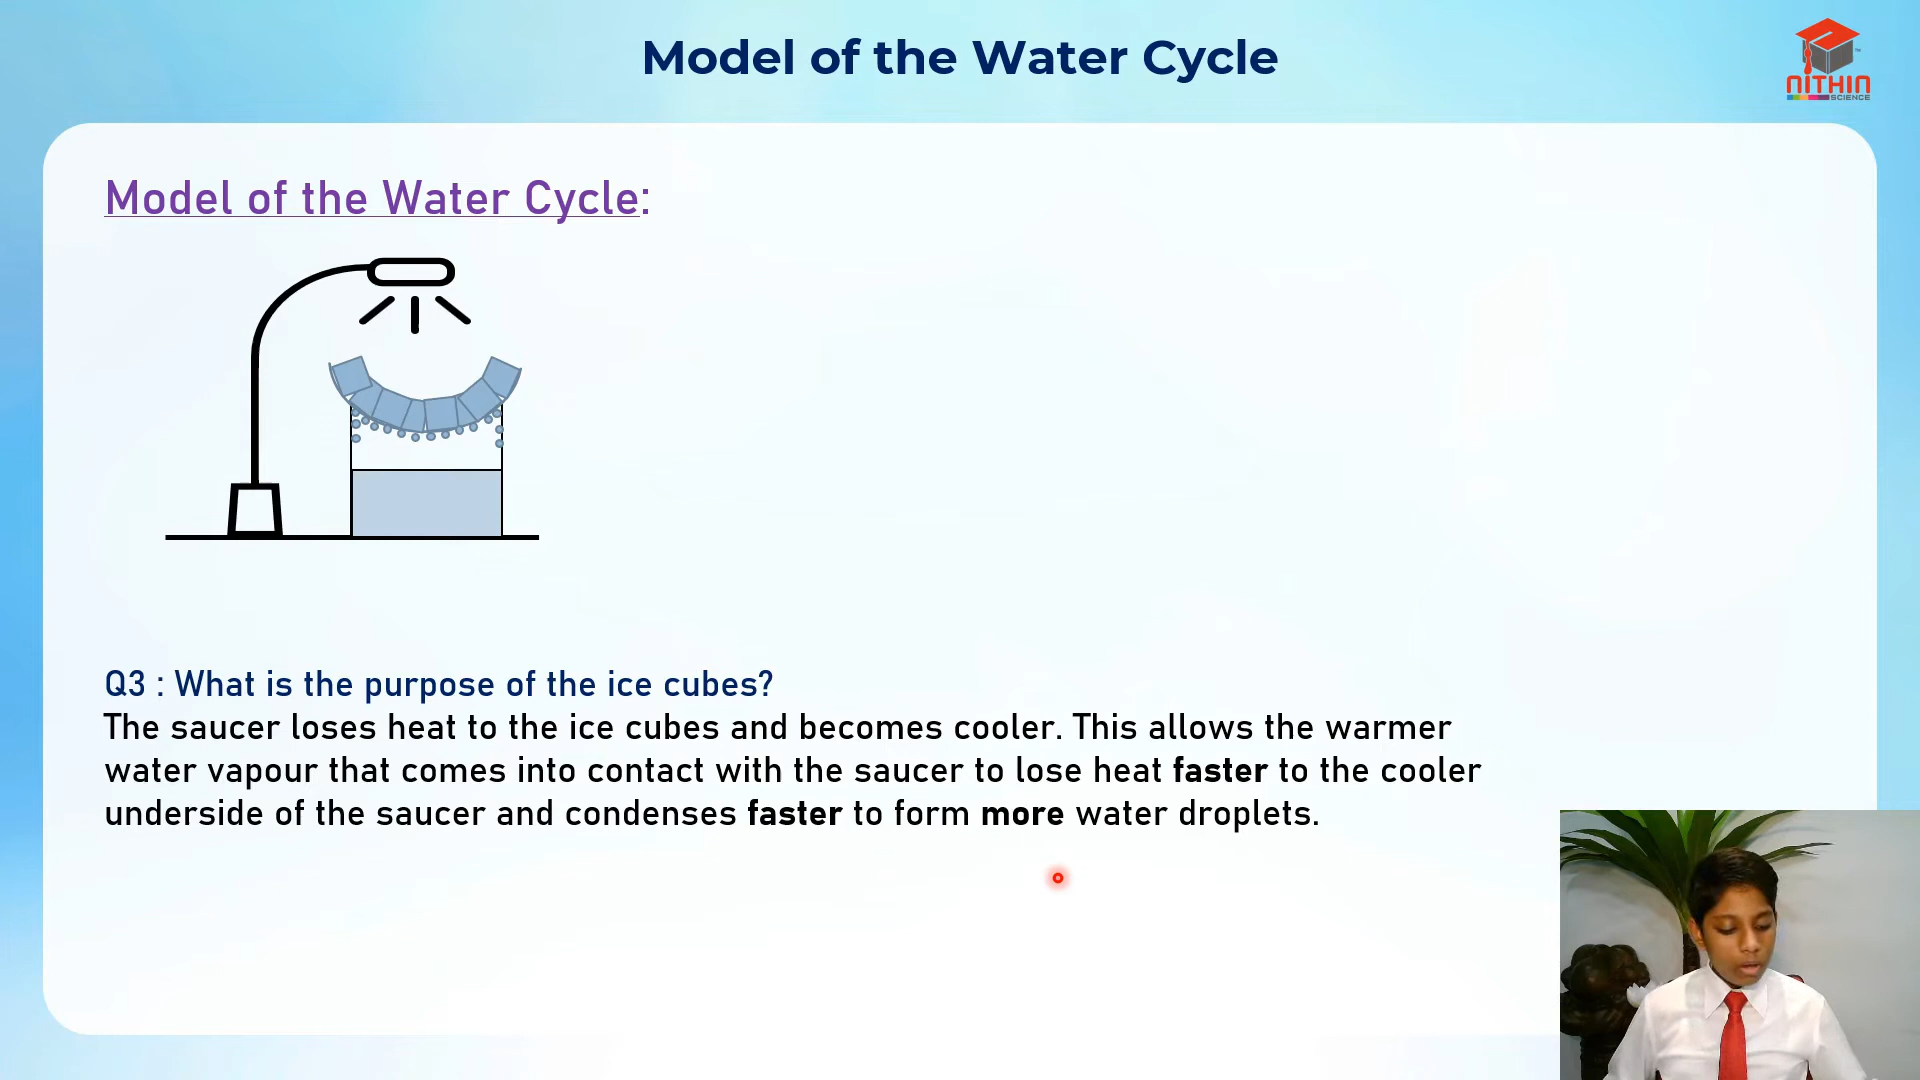 Model of the Water Cycle
NITHIN
SCIENCE
Model of the Water Cycle:
Q3 : What is the purpose of the ice cubes?
The saucer loses heat to the ice cubes and becomes cooler. This allows the warmer
water vapour that comes into contact with the saucer to lose heat faster to the cooler
underside of the saucer and condenses faster to form more water droplets.